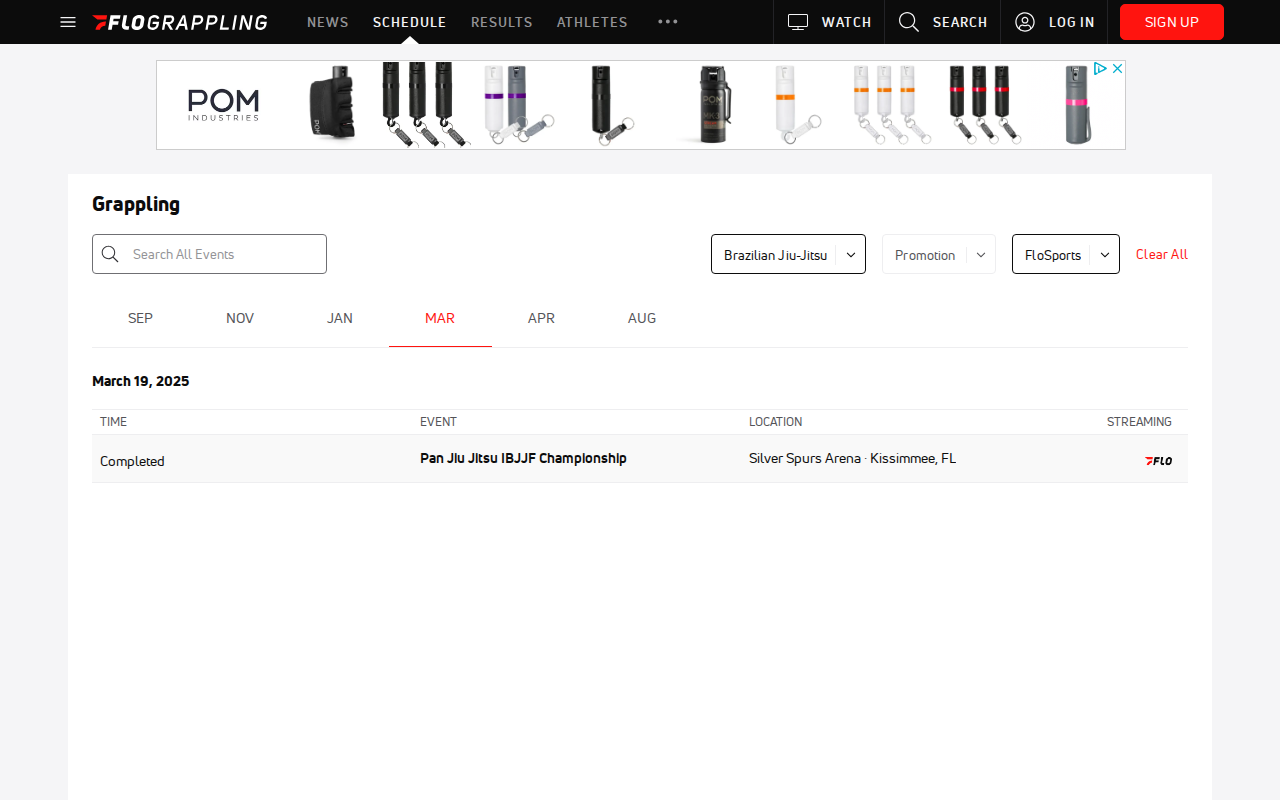 FLOGRAPPLING NEWS SCHEDULE RESULTS ATHLETES ••• WATCH SEARCH LOG IN SIGN UP
POM
INDUSTRIES
Grappling
Search All Events Brazilian Jiu-Jitsu Promotion FloSports Clear All
SEP NOV JAN MAR APR AUG
March 19, 2025
TIME EVENT LOCATION STREAMING
Completed Pan Jiu Jitsu IBJJF Championship Silver Spurs Arena · Kissimmee, FL FLO